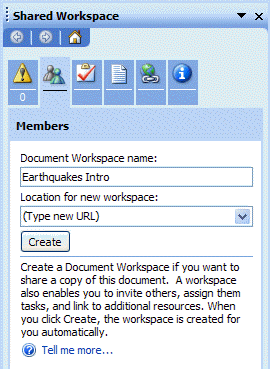 Shared Workspace
0
Members
Document Workspace name:
Earthquakes Intro
Location for new workspace:
(Type new URL)
Create
Create a Document Workspace if you want to
share a copy of this document.  A workspace
also enables you to invite others, assign them
tasks, and link to additional resources. When
you click Create, the workspace is created for
you automatically.
Tell me more...